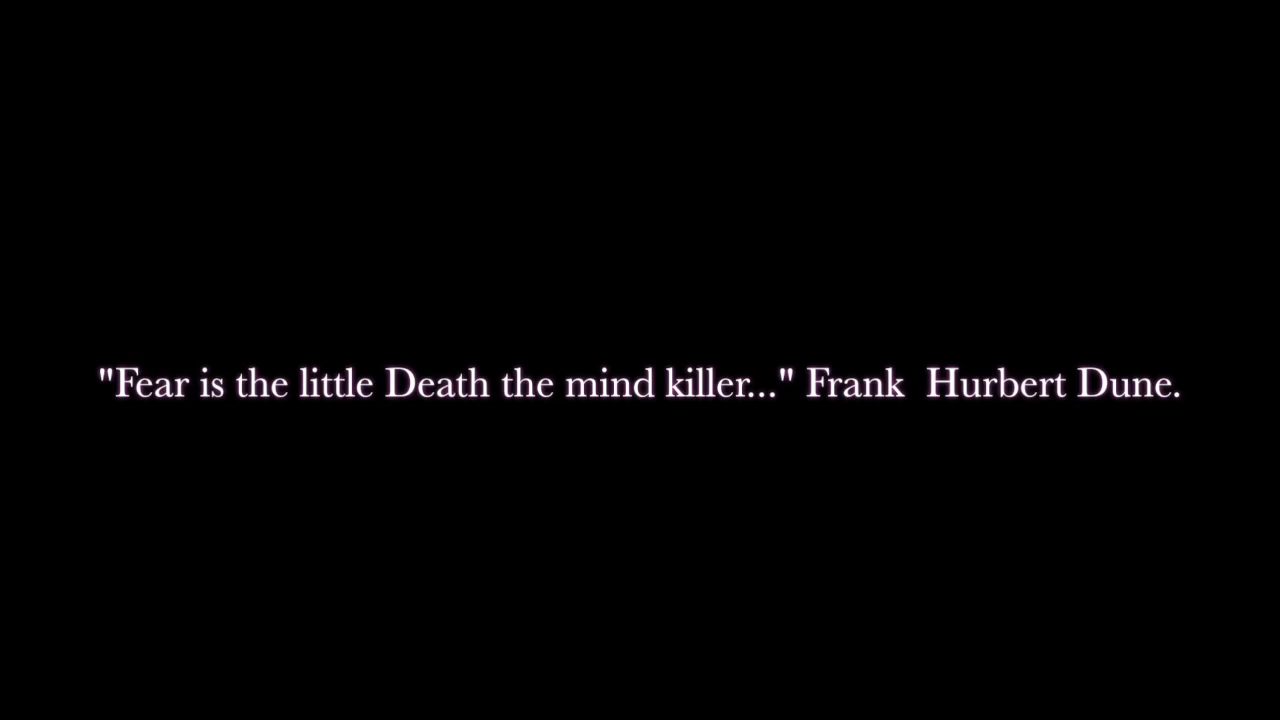 "Fear is the little Death the mind killer..." Frank  Hurbert Dune.